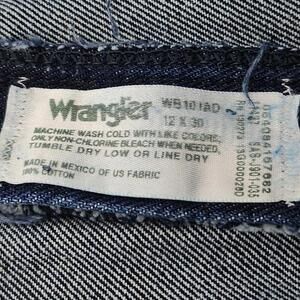 Wrangler
WB101AD
12 X 30
MACHINE WASH COLD WITH LIKE COLORS,
ONLY NON-CHLORINE BLEACH WHEN NEEDED,
TUMBLE DRY LOW OR LINE DRY
MADE IN MEXICO OF US FABRIC
100% COTTON